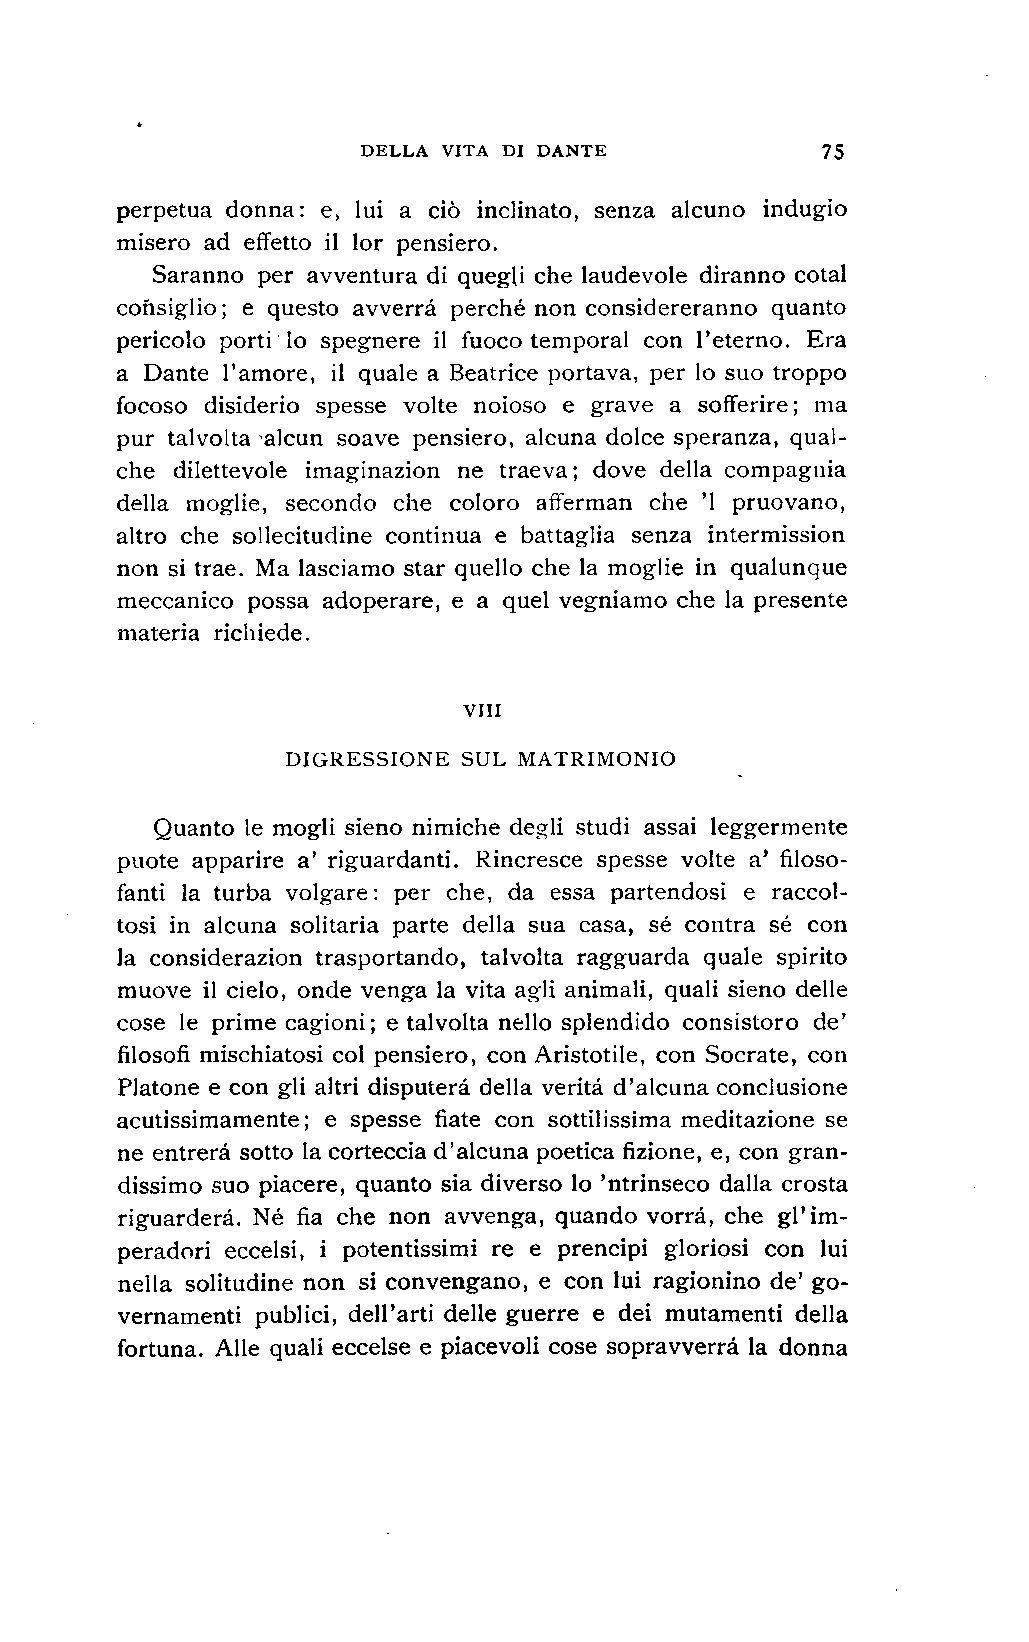 DELLA VITA DI DANTE 75
perpetua donna: e, lui a ciò inclinato, senza alcuno indugio
misero ad effetto il lor pensiero.
Saranno per avventura di quegli che laudevole diranno cotal
consiglio; e questo avverrá perché non considereranno quanto
pericolo porti lo spegnere il fuoco temporal con l'eterno. Era
a Dante l'amore, il quale a Beatrice portava, per lo suo troppo
focoso disiderio spesse volte noioso e grave a sofferire; ma
pur talvolta alcun soave pensiero, alcuna dolce speranza, qual-
che dilettevole imaginazion ne traeva; dove della compagnia
della moglie, secondo che coloro afferman che 'l pruovano,
altro che sollecitudine continua e battaglia senza intermission
non si trae. Ma lasciamo star quello che la moglie in qualunque
meccanico possa adoperare, e a quel vegniamo che la presente
materia richiede.
VIII
DIGRESSIONE SUL MATRIMONIO
Quanto le mogli sieno nimiche degli studi assai leggermente
puote apparire a' riguardanti. Rincresce spesse volte a' filoso-
fanti la turba volgare: per che, da essa partendosi e raccol-
tosi in alcuna solitaria parte della sua casa, sé contra sé con
la considerazion trasportando, talvolta ragguarda quale spirito
muove il cielo, onde venga la vita agli animali, quali sieno delle
cose le prime cagioni; e talvolta nello splendido consistoro de'
filosofi mischiatosi col pensiero, con Aristotile, con Socrate, con
Platone e con gli altri disputerá della veritá d'alcuna conclusione
acutissimamente; e spesse fiate con sottilissima meditazione se
ne entrerá sotto la corteccia d'alcuna poetica fizione, e, con gran-
dissimo suo piacere, quanto sia diverso lo 'ntrinseco dalla crosta
riguarderá. Né fia che non avvenga, quando vorrá, che gl'im-
peradori eccelsi, i potentissimi re e prencipi gloriosi con lui
nella solitudine non si convengano, e con lui ragionino de' go-
vernamenti publici, dell'arti delle guerre e dei mutamenti della
fortuna. Alle quali eccelse e piacevoli cose sopravverrá la donna